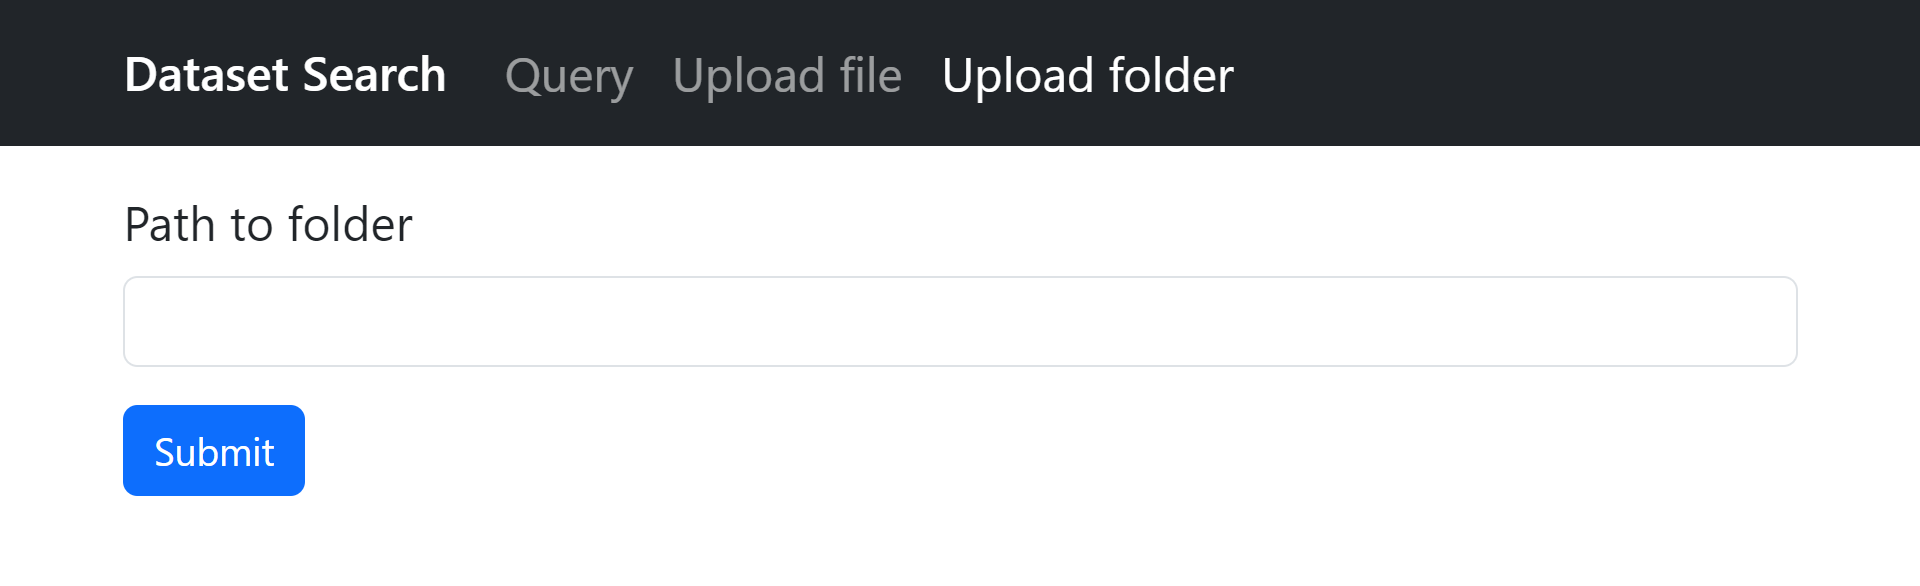 Dataset Search Query Upload file Upload folder
Path to folder
Submit